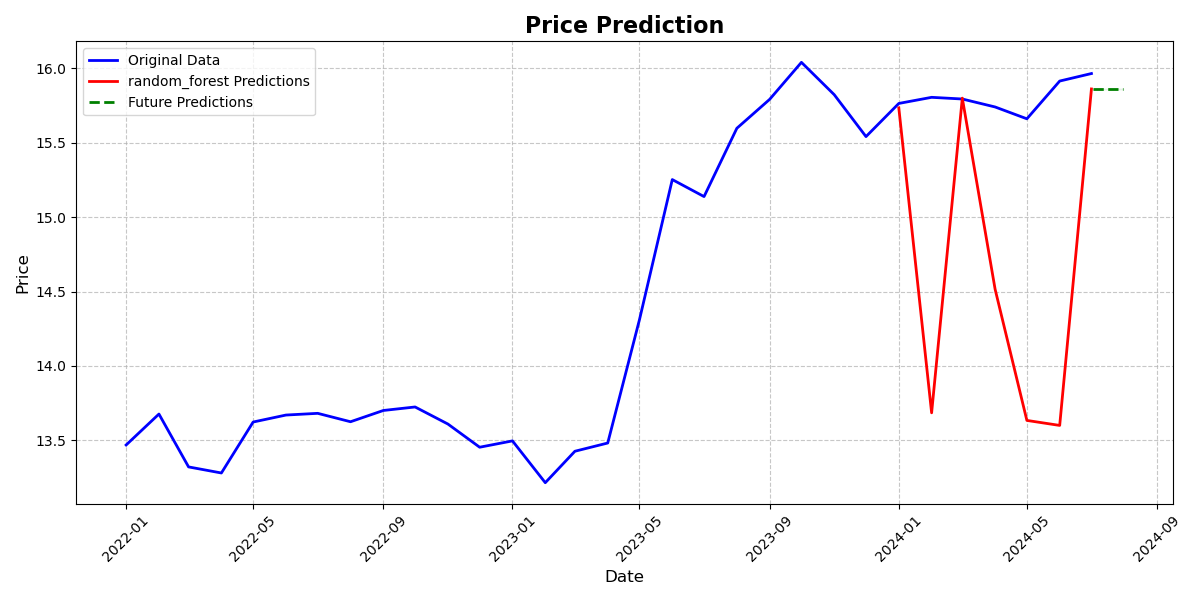 Price Prediction
Original Data
random_forest Predictions
Future Predictions
16.0
15.5
15.0
14.5
14.0
13.5
Price
2022-01
2022-05
2022-09
2023-01
2023-05
2023-09
2024-01
2024-05
2024-09
Date